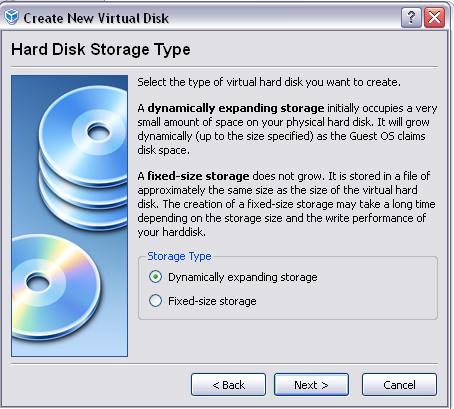 Create New Virtual Disk
Hard Disk Storage Type
Select the type of virtual hard disk you want to create.
A dynamically expanding storage initially occupies a very
small amount of space on your physical hard disk. It will grow
dynamically (up to the size specified) as the Guest OS claims
disk space.
A fixed-size storage does not grow. It is stored in a file of
approximately the same size as the size of the virtual hard
disk. The creation of a fixed-size storage may take a long time
depending on the storage size and the write performance of
your harddisk.
Storage Type
Dynamically expanding storage
Fixed-size storage
< Back
Next >
Cancel